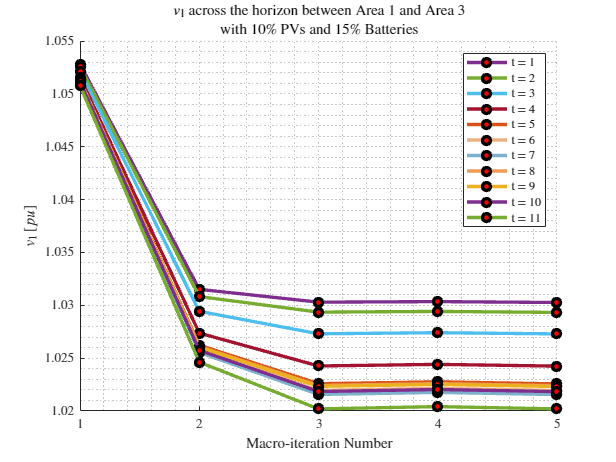 v₁ across the horizon between Area 1 and Area 3
with 10% PVs and 15% Batteries
1.055
1.05
1.045
1.04
1.035
1.03
1.025
1.02
v₁ [pu]
t = 1
t = 2
t = 3
t = 4
t = 5
t = 6
t = 7
t = 8
t = 9
t = 10
t = 11
1 2 3 4 5
Macro-iteration Number